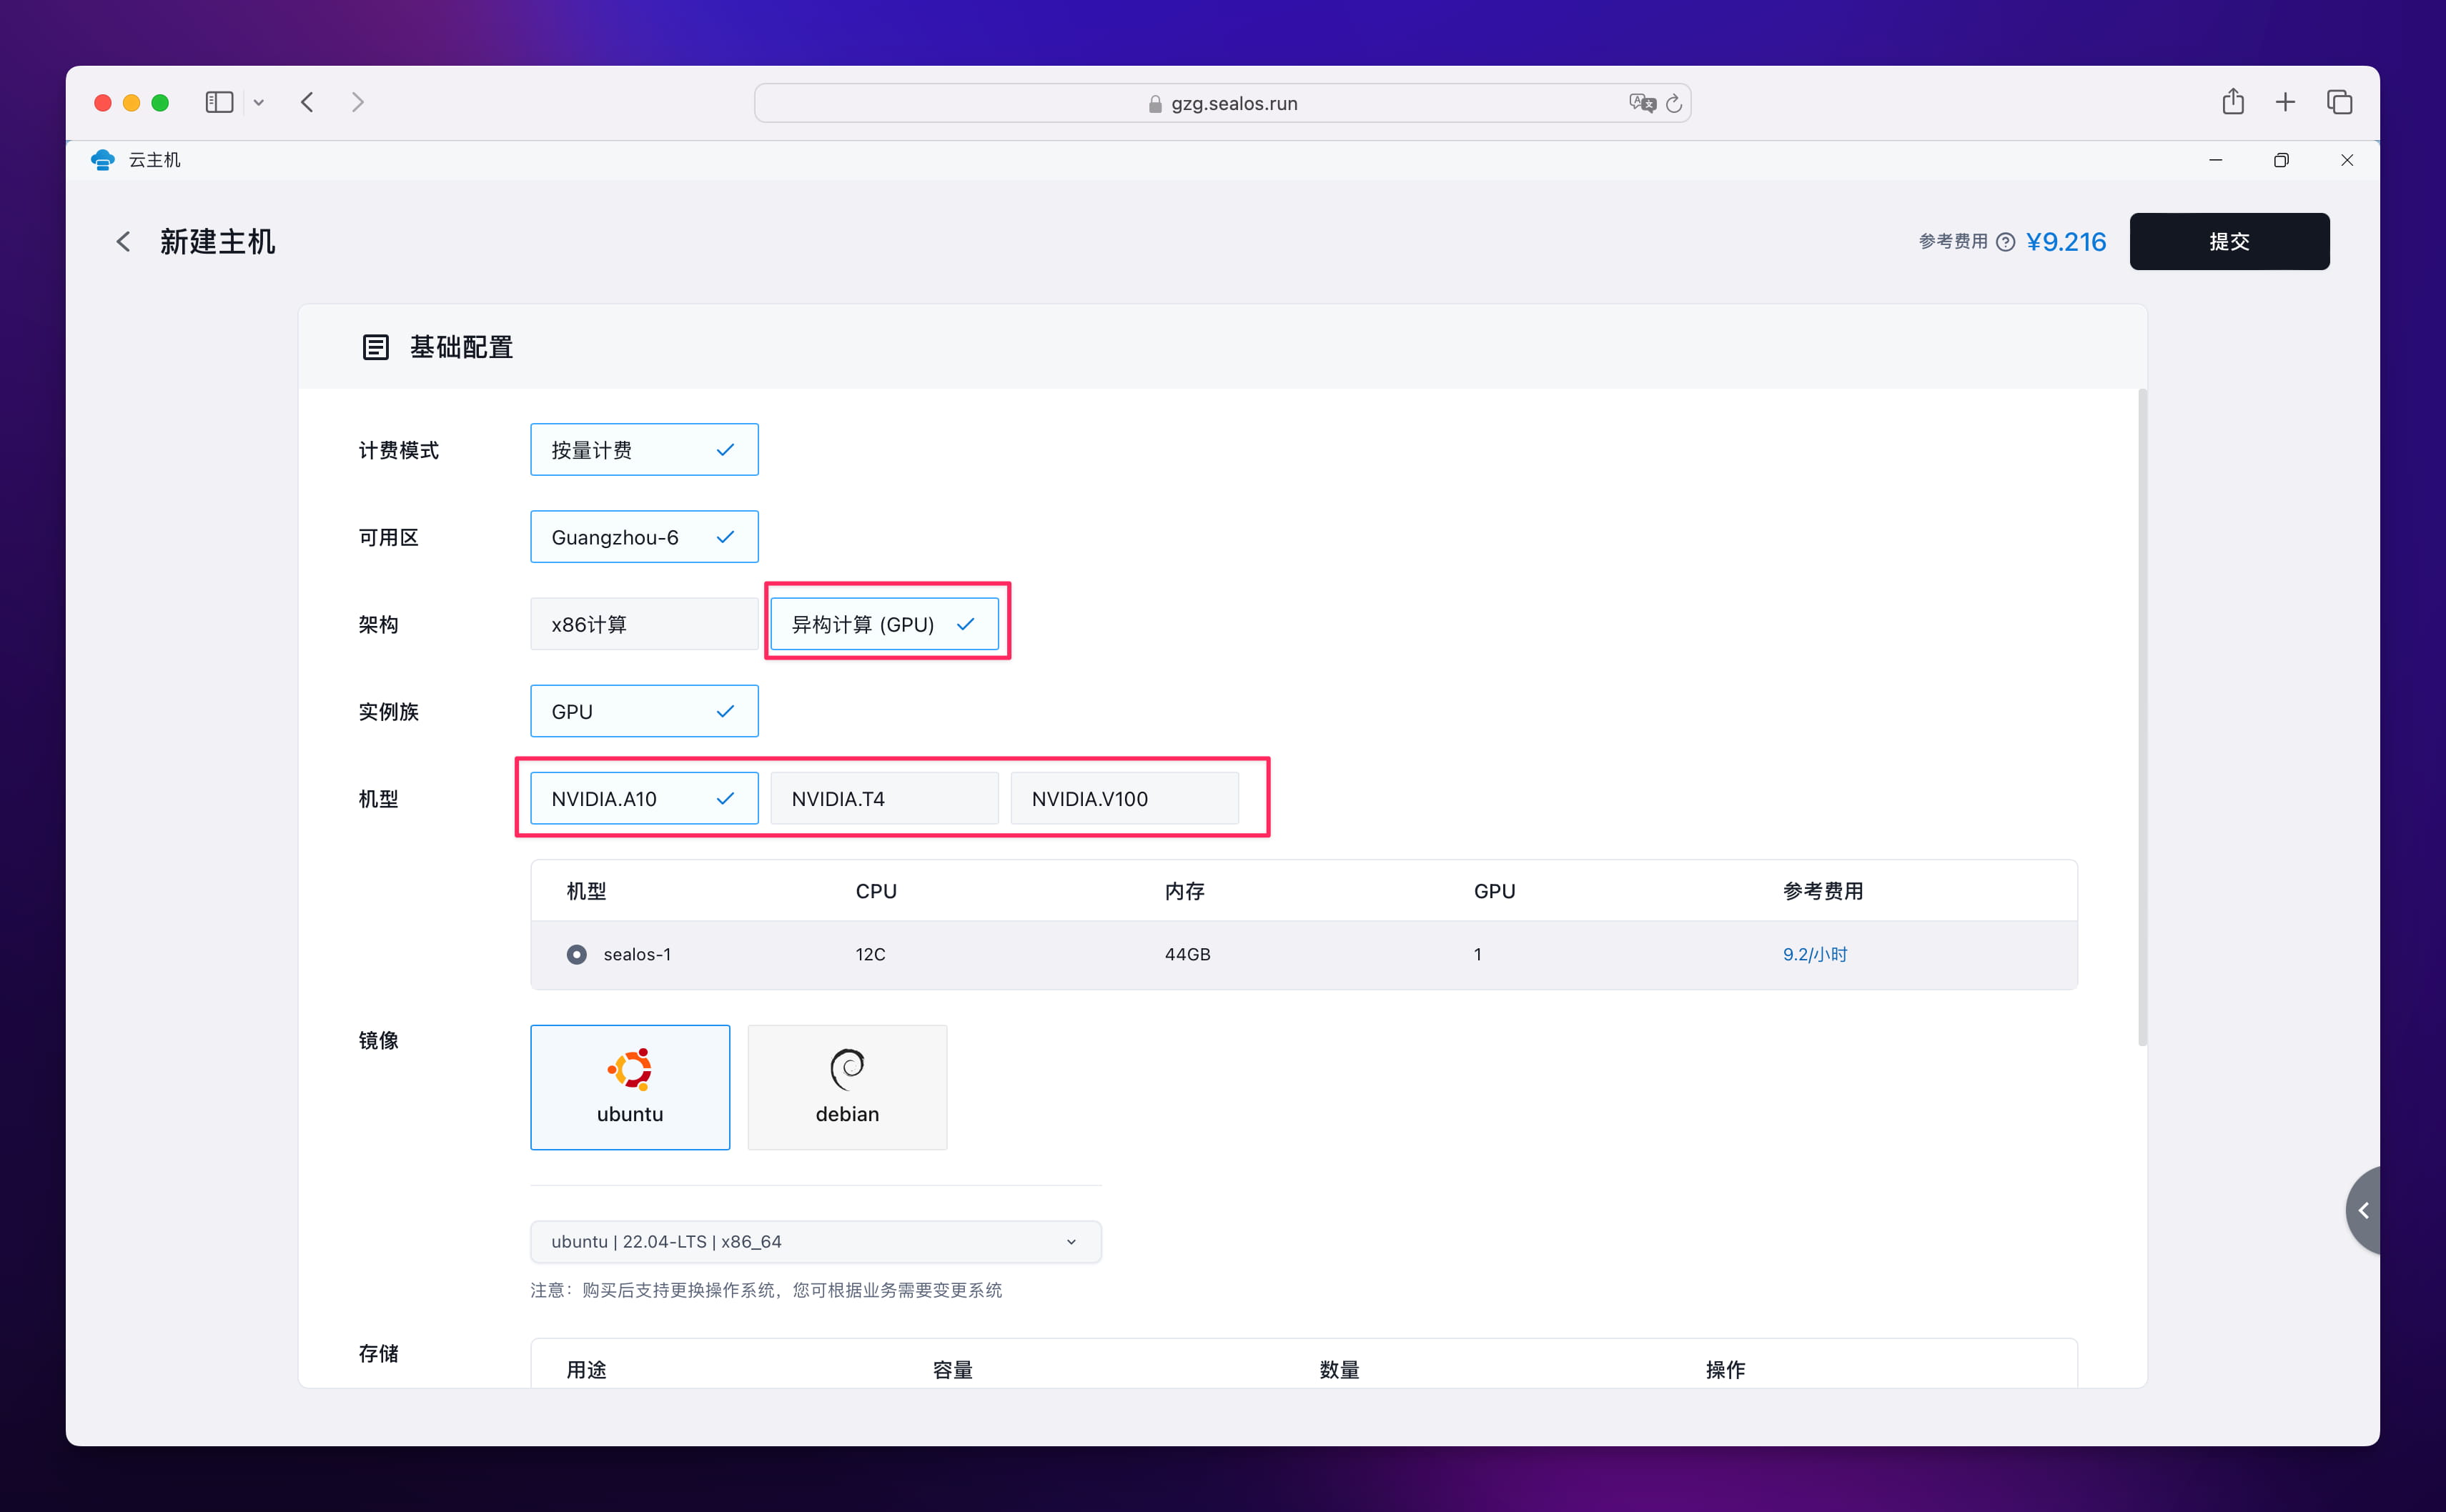 gzg.sealos.run
云主机
新建主机
参考费用 ? ¥9.216 提交
基础配置
计费模式 按量计费
可用区 Guangzhou-6
架构 x86计算 异构计算 (GPU)
实例族 GPU
机型 NVIDIA.A10 NVIDIA.T4 NVIDIA.V100
机型 CPU 内存 GPU 参考费用
sealos-1 12C 44GB 1 9.2/小时
镜像
ubuntu debian
ubuntu | 22.04-LTS | x86_64
注意：购买后支持更换操作系统，您可根据业务需要变更系统
存储
用途 容量 数量 操作